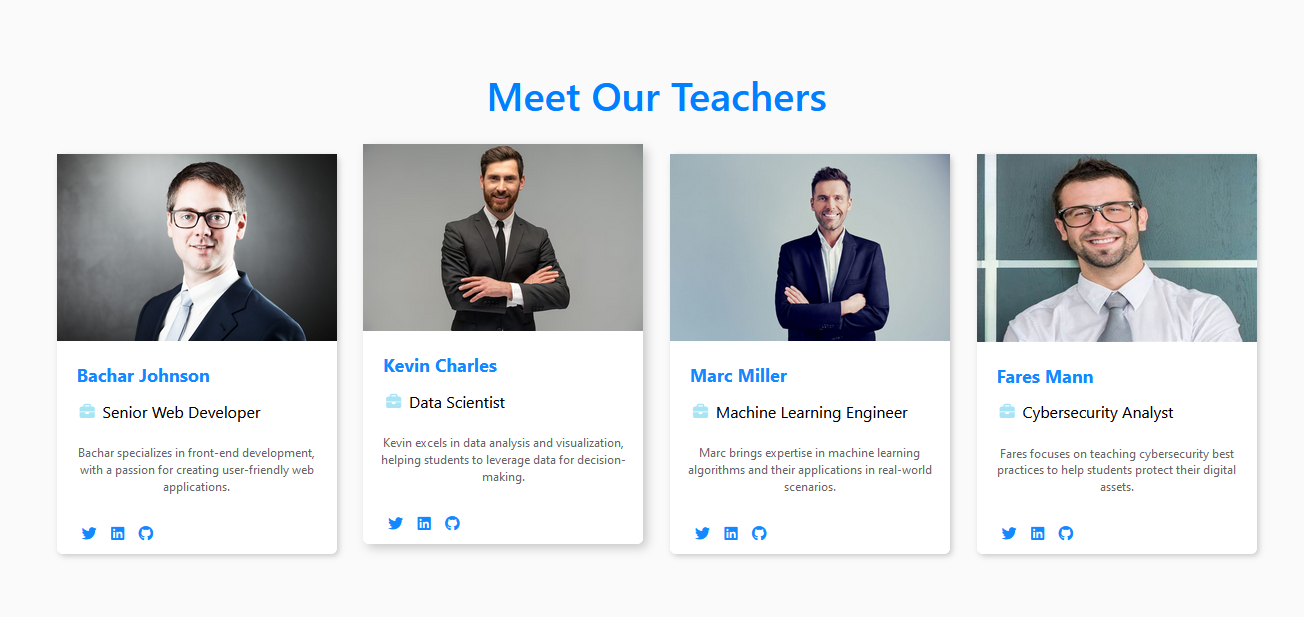 Meet Our Teachers
Bachar Johnson
Senior Web Developer
Bachar specializes in front-end development,
with a passion for creating user-friendly web
applications.
Kevin Charles
Data Scientist
Kevin excels in data analysis and visualization,
helping students to leverage data for decision-
making.
Marc Miller
Machine Learning Engineer
Marc brings expertise in machine learning
algorithms and their applications in real-world
scenarios.
Fares Mann
Cybersecurity Analyst
Fares focuses on teaching cybersecurity best
practices to help students protect their digital
assets.